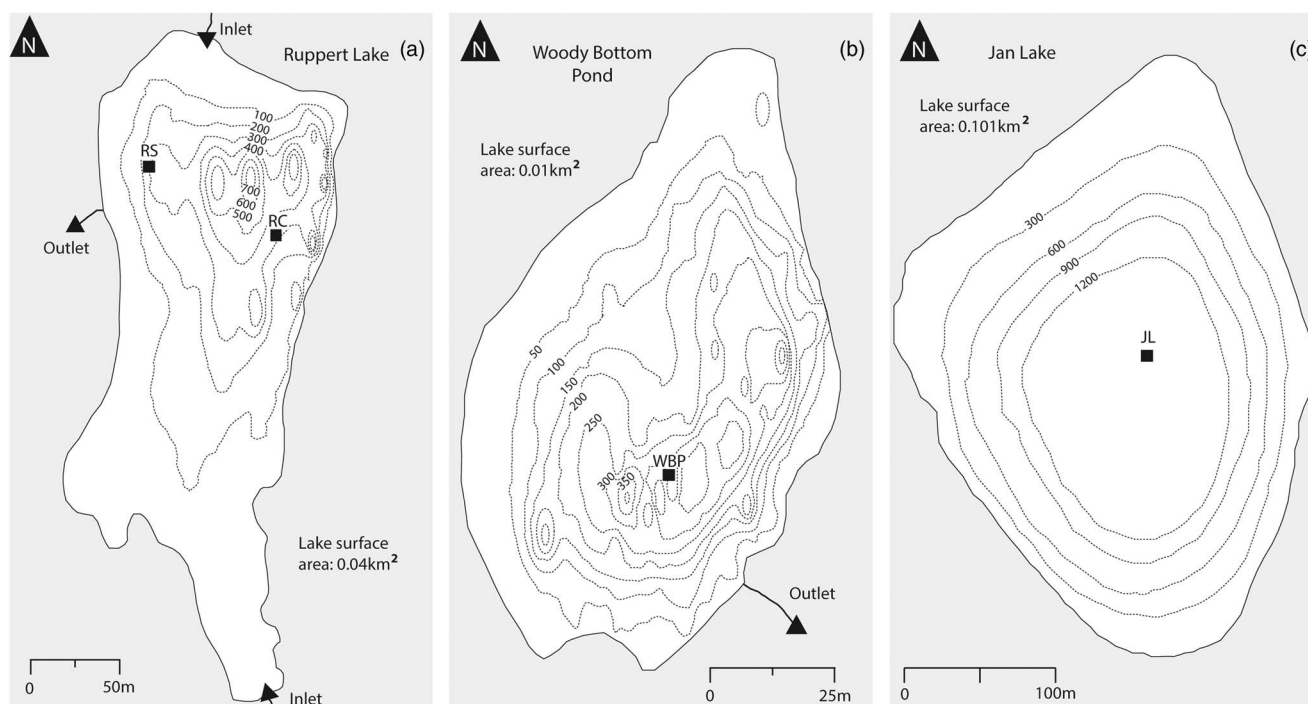 N
Inlet
Ruppert Lake
(a)
100
200
300
400
RS
700
600
500
RC
Outlet
Lake surface
area: 0.04km²
0
50m
Inlet
N
Woody Bottom
Pond
(b)
Lake surface
area: 0.01km²
50
100
150
200
250
300
350
WBP
Outlet
0
25m
N
Jan Lake
(c)
Lake surface
area: 0.101km²
300
600
900
1200
JL
0
100m